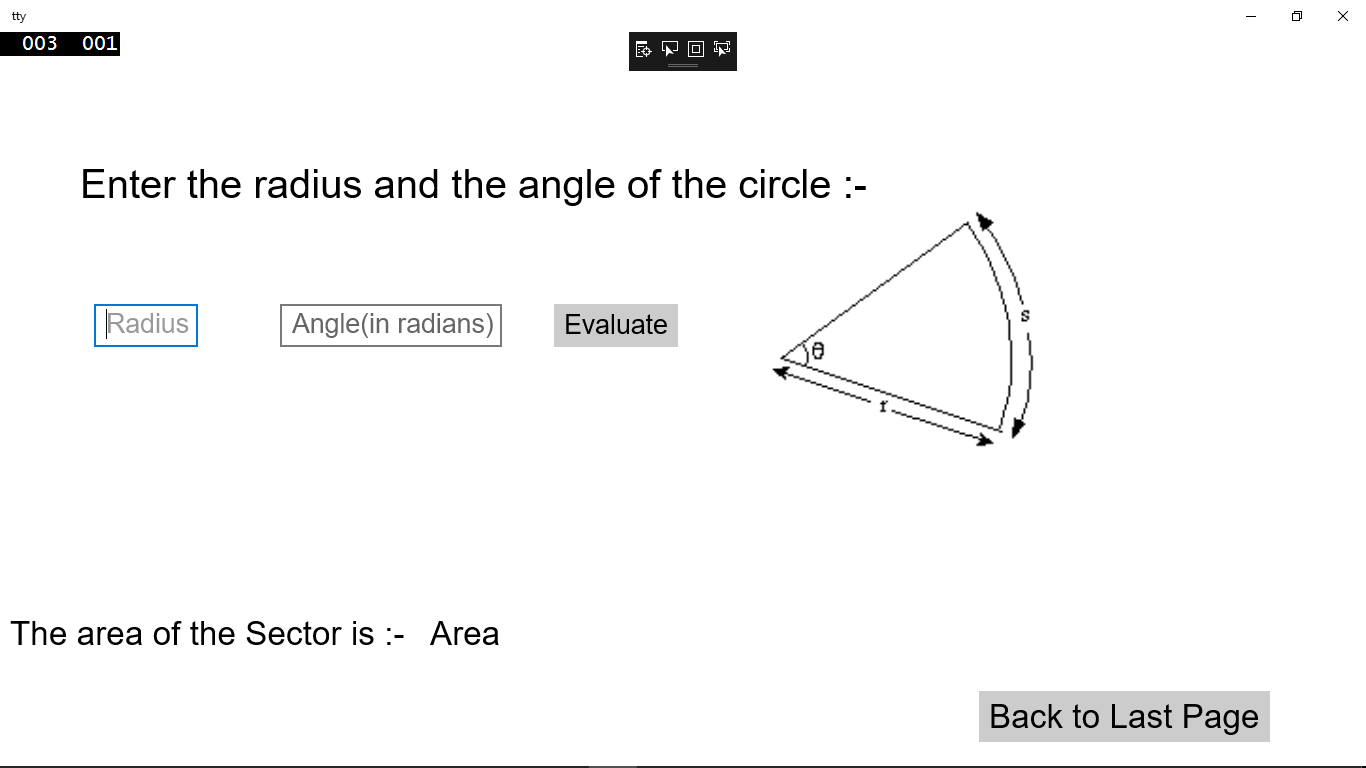 tty
003 001
Enter the radius and the angle of the circle :-
Radius Angle(in radians) Evaluate
s
θ
r
The area of the Sector is :- Area
Back to Last Page